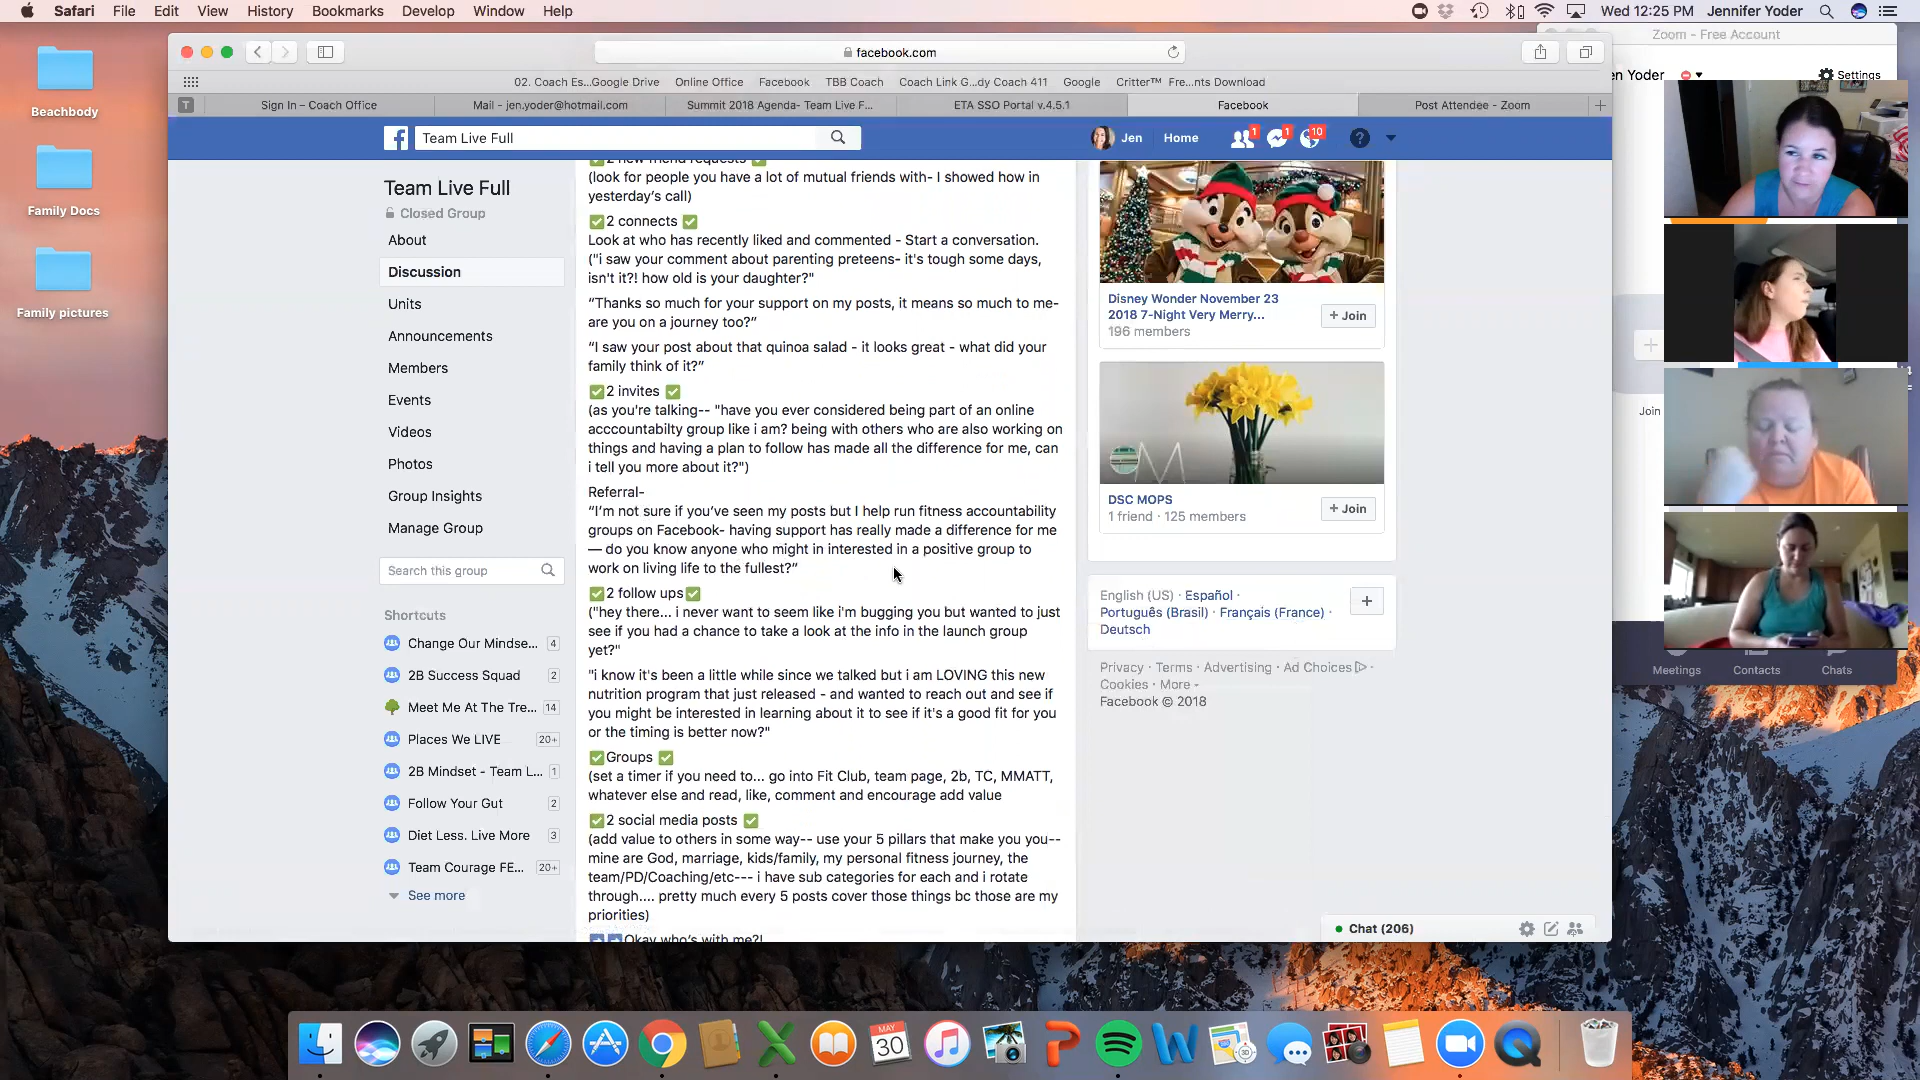 Safari File Edit View History Bookmarks Develop Window Help
Wed 12:25 PM Jennifer Yoder
Zoom - Free Account
en Yoder
Settings
Beachbody
Family Docs
Family pictures
facebook.com
02. Coach Es...Google Drive Online Office Facebook TBB Coach Coach Link G...dy Coach 411 Google Critter™ Fre...nts Download
T Sign In – Coach Office Mail - jen.yoder@hotmail.com Summit 2018 Agenda- Team Live F... ETA SSO Portal v.4.5.1 Facebook Post Attendee - Zoom
Team Live Full
Jen Home 1 1 10
Team Live Full
Closed Group
About
Discussion
Units
Announcements
Members
Events
Videos
Photos
Group Insights
Manage Group
Search this group
Shortcuts
Change Our Mindse... 4
2B Success Squad 2
Meet Me At The Tre... 14
Places We LIVE 20+
2B Mindset - Team L... 1
Follow Your Gut 2
Diet Less. Live More 3
Team Courage FE... 20+
See more
✅2 new friend requests ✅
(look for people you have a lot of mutual friends with- I showed how in
yesterday’s call)
✅2 connects ✅
Look at who has recently liked and commented - Start a conversation.
("i saw your comment about parenting preteens- it's tough some days,
isn't it?! how old is your daughter?"
“Thanks so much for your support on my posts, it means so much to me-
are you on a journey too?”
“I saw your post about that quinoa salad - it looks great - what did your
family think of it?”
✅2 invites ✅
(as you're talking-- "have you ever considered being part of an online
acccountabilty group like i am? being with others who are also working on
things and having a plan to follow has made all the difference for me, can
i tell you more about it?")
Referral-
“I’m not sure if you’ve seen my posts but I help run fitness accountability
groups on Facebook- having support has really made a difference for me
— do you know anyone who might in interested in a positive group to
work on living life to the fullest?”
✅2 follow ups✅
("hey there... i never want to seem like i'm bugging you but wanted to just
see if you had a chance to take a look at the info in the launch group
yet?"
"i know it's been a little while since we talked but i am LOVING this new
nutrition program that just released - and wanted to reach out and see if
you might be interested in learning about it to see if it's a good fit for you
or the timing is better now?"
✅Groups ✅
(set a timer if you need to... go into Fit Club, team page, 2b, TC, MMATT,
whatever else and read, like, comment and encourage add value
✅2 social media posts ✅
(add value to others in some way-- use your 5 pillars that make you you--
mine are God, marriage, kids/family, my personal fitness journey, the
team/PD/Coaching/etc--- i have sub categories for each and i rotate
through.... pretty much every 5 posts cover those things bc those are my
priorities)
➡️➡️Okay who's with me?!
Disney Wonder November 23
2018 7-Night Very Merry...
196 members
+ Join
DSC MOPS
1 friend · 125 members
+ Join
English (US) · Español ·
Português (Brasil) · Français (France) ·
Deutsch
Privacy · Terms · Advertising · Ad Choices ·
Cookies · More
Facebook © 2018
Chat (206)
Join
Meetings Contacts Chats
MAY
30